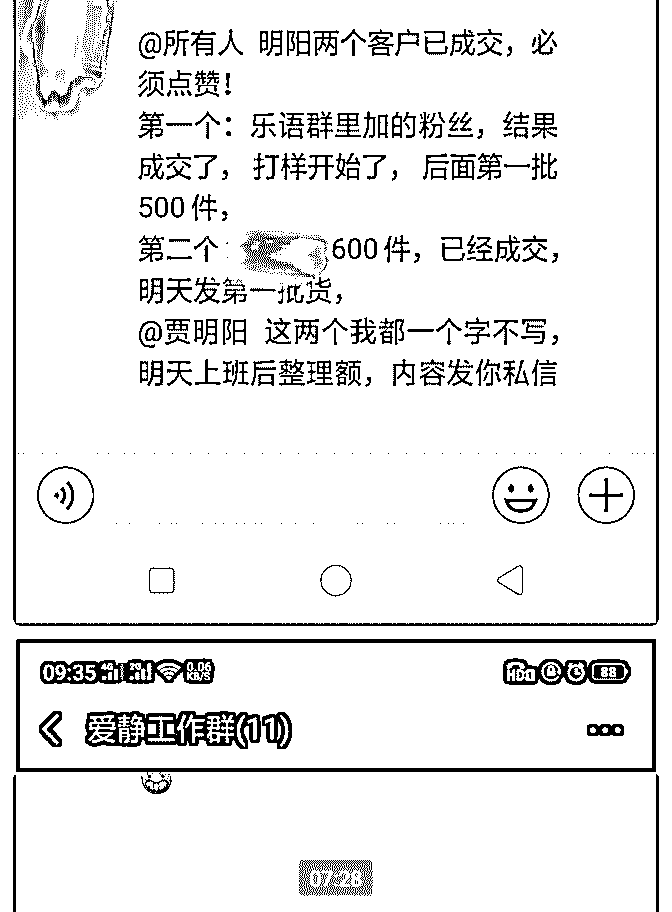 @所有人 明阳两个客户已成交，必
须点赞！
第一个：乐语群里加的粉丝，结果
成交了，打样开始了，后面第一批
500件，
第二个 600件，已经成交，
明天发第一批货，
@贾明阳 这两个我都一个字不写，
明天上班后整理额，内容发你私信
09:35 4G 2G 0.06 KB/S HD 88
爱静工作群(11)
07:28